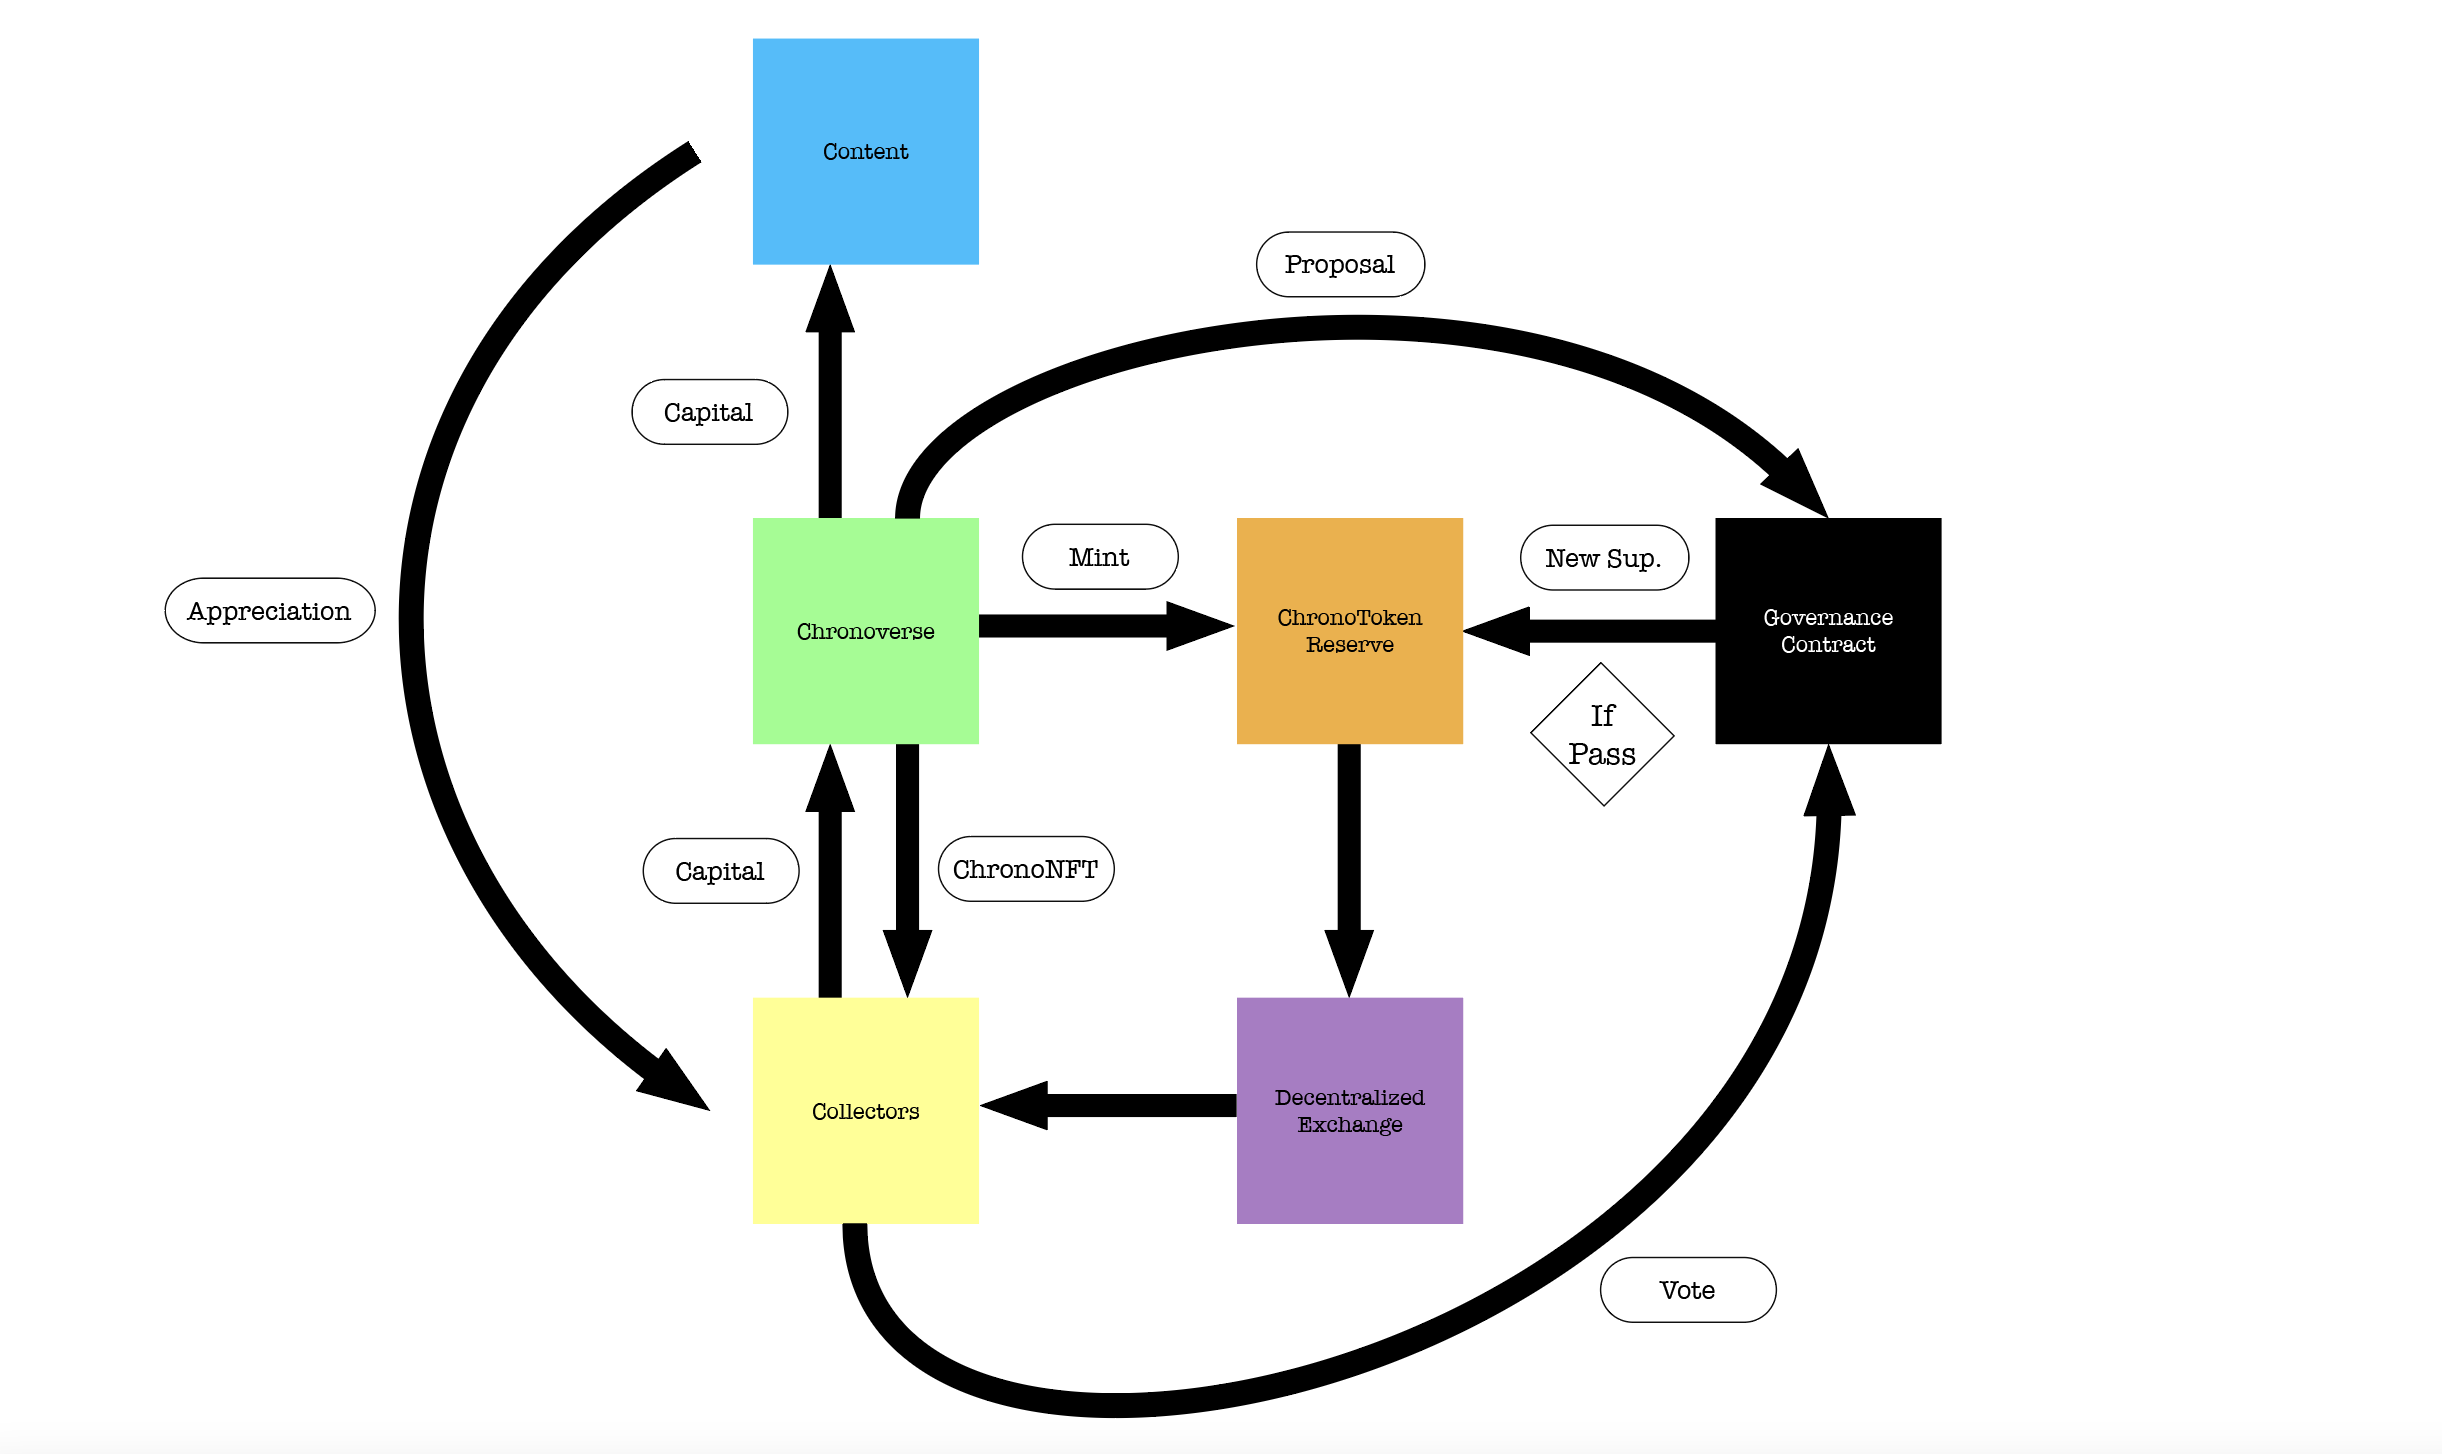 Content
Proposal
Capital
Mint
New Sup.
Appreciation
Chronoverse
ChronoToken
Reserve
Governance
Contract
If
Pass
Capital
ChronoNFT
Collectors
Decentralized
Exchange
Vote